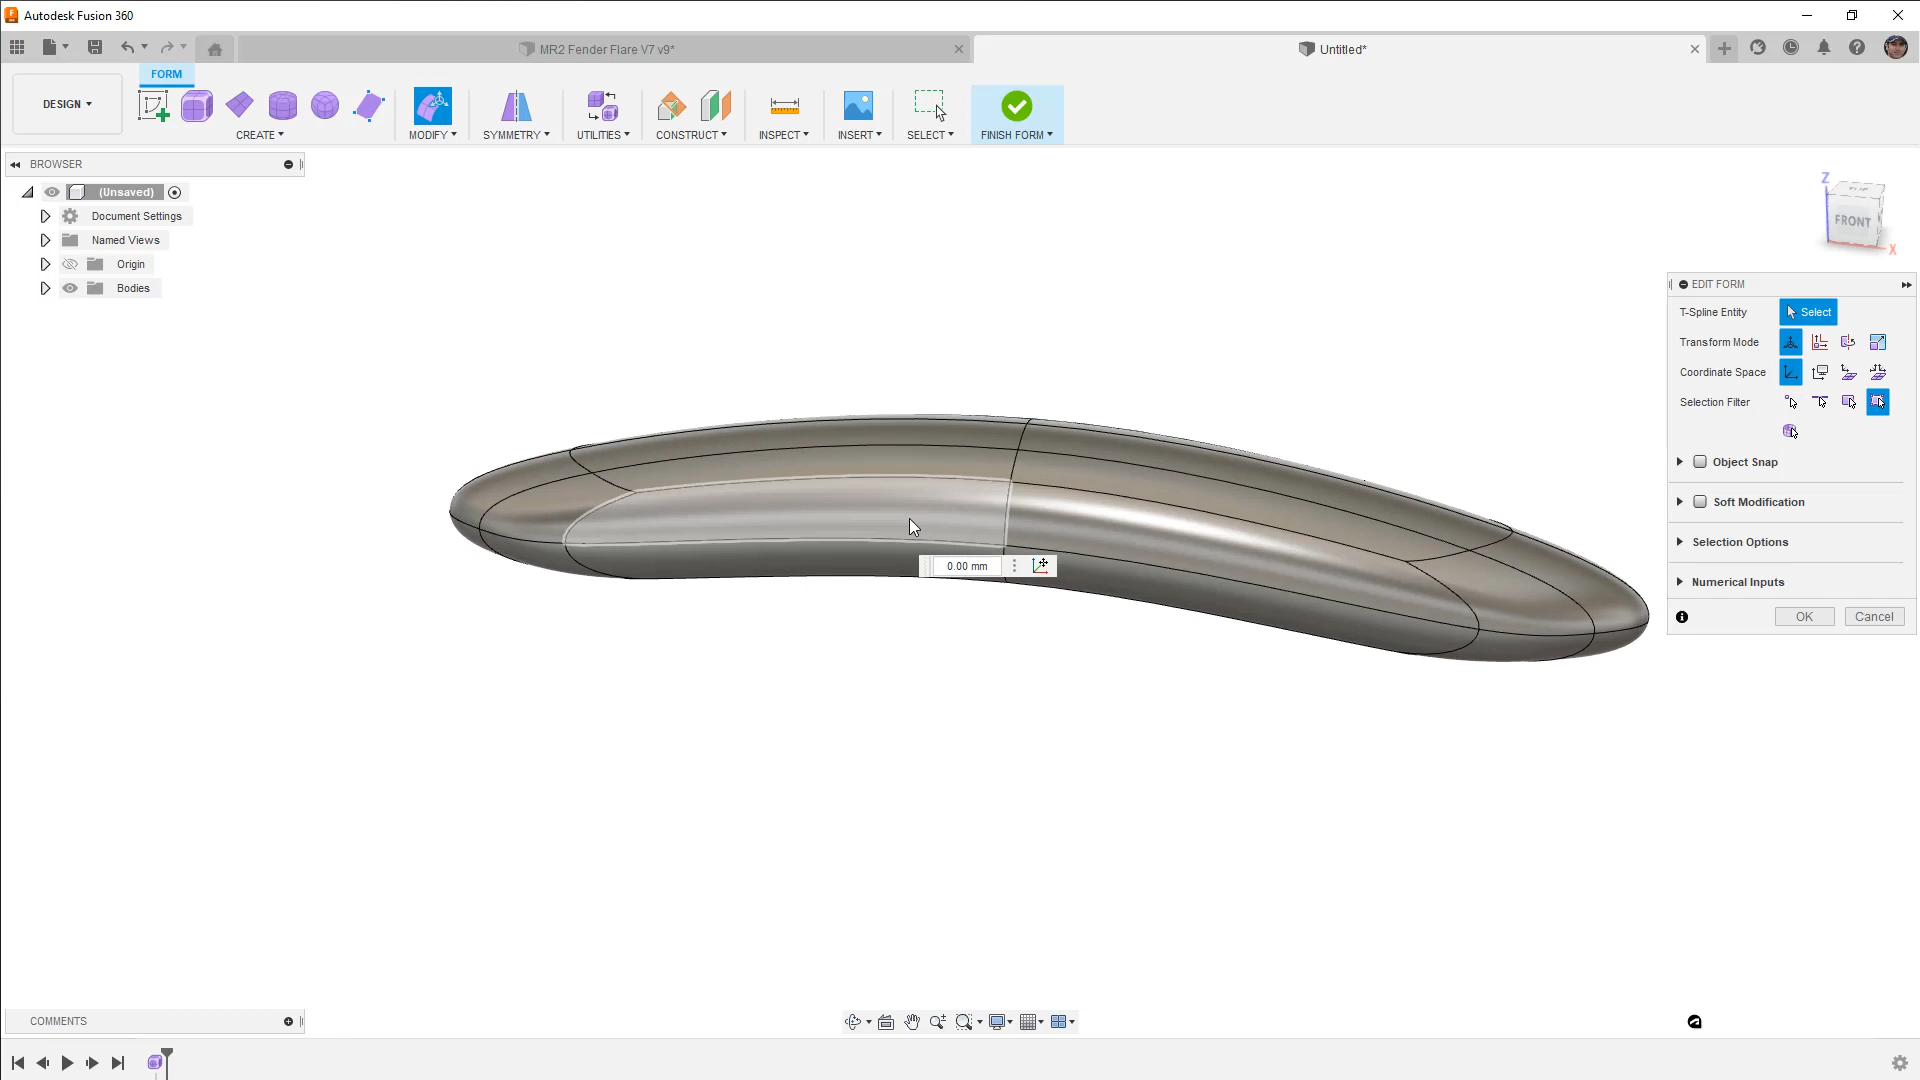 Autodesk Fusion 360
MR2 Fender Flare V7 v9*
Untitled*
FORM
DESIGN
CREATE
MODIFY
SYMMETRY
UTILITIES
CONSTRUCT
INSPECT
INSERT
SELECT
FINISH FORM
BROWSER
(Unsaved)
Document Settings
Named Views
Origin
Bodies
Z
FRONT
X
EDIT FORM
T-Spline Entity
Select
Transform Mode
Coordinate Space
Selection Filter
Object Snap
Soft Modification
Selection Options
Numerical Inputs
OK
Cancel
0.00 mm
COMMENTS